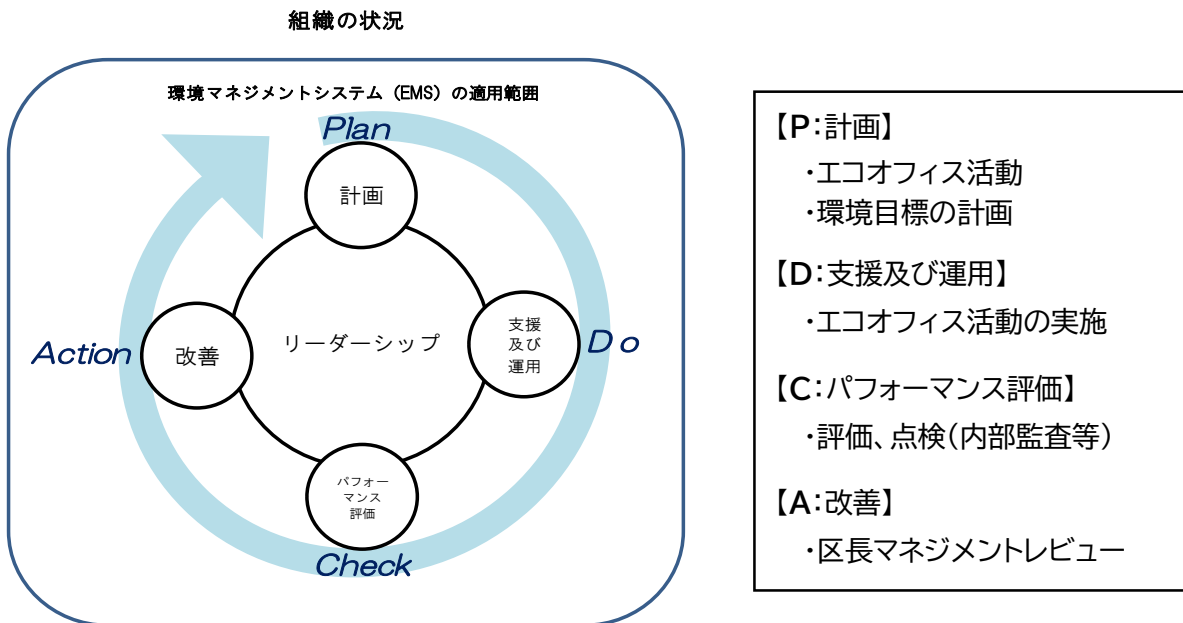 組織の状況
環境マネジメントシステム（EMS）の適用範囲
Plan
計画
リーダーシップ
支援
及び
運用
Do
Action
改善
パフォー
マンス
評価
Check
【P：計画】
・エコオフィス活動
・環境目標の計画
【D：支援及び運用】
・エコオフィス活動の実施
【C：パフォーマンス評価】
・評価、点検（内部監査等）
【A：改善】
・区長マネジメントレビュー